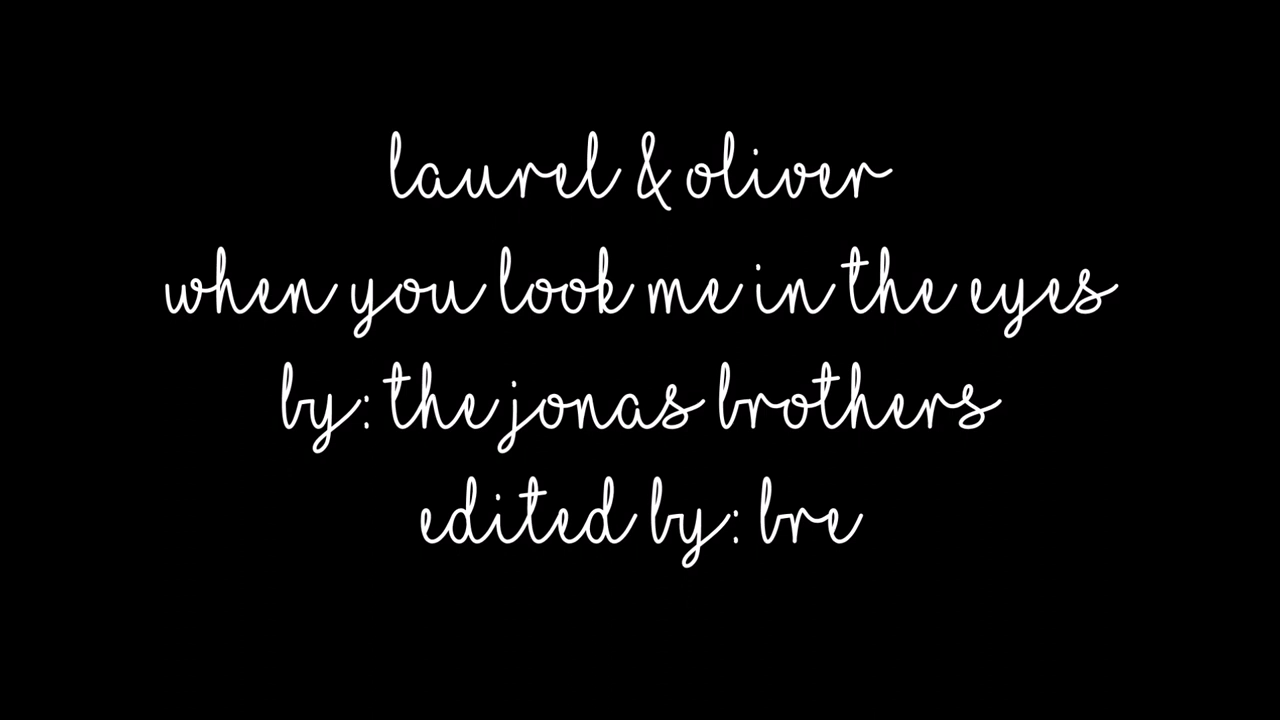 laurel & oliver
when you look me in the eyes
by: the jonas brothers
edited by: bre